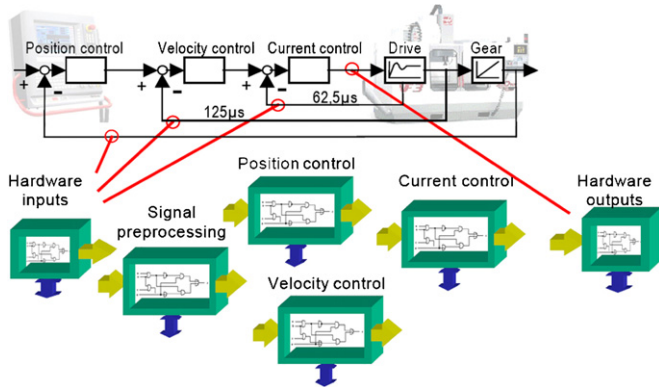 Position control
Velocity control
Current control
Drive
Gear
+
-
+
-
+
-
62,5µs
125µs
Hardware
inputs
Signal
preprocessing
Position control
Velocity control
Current control
Hardware
outputs